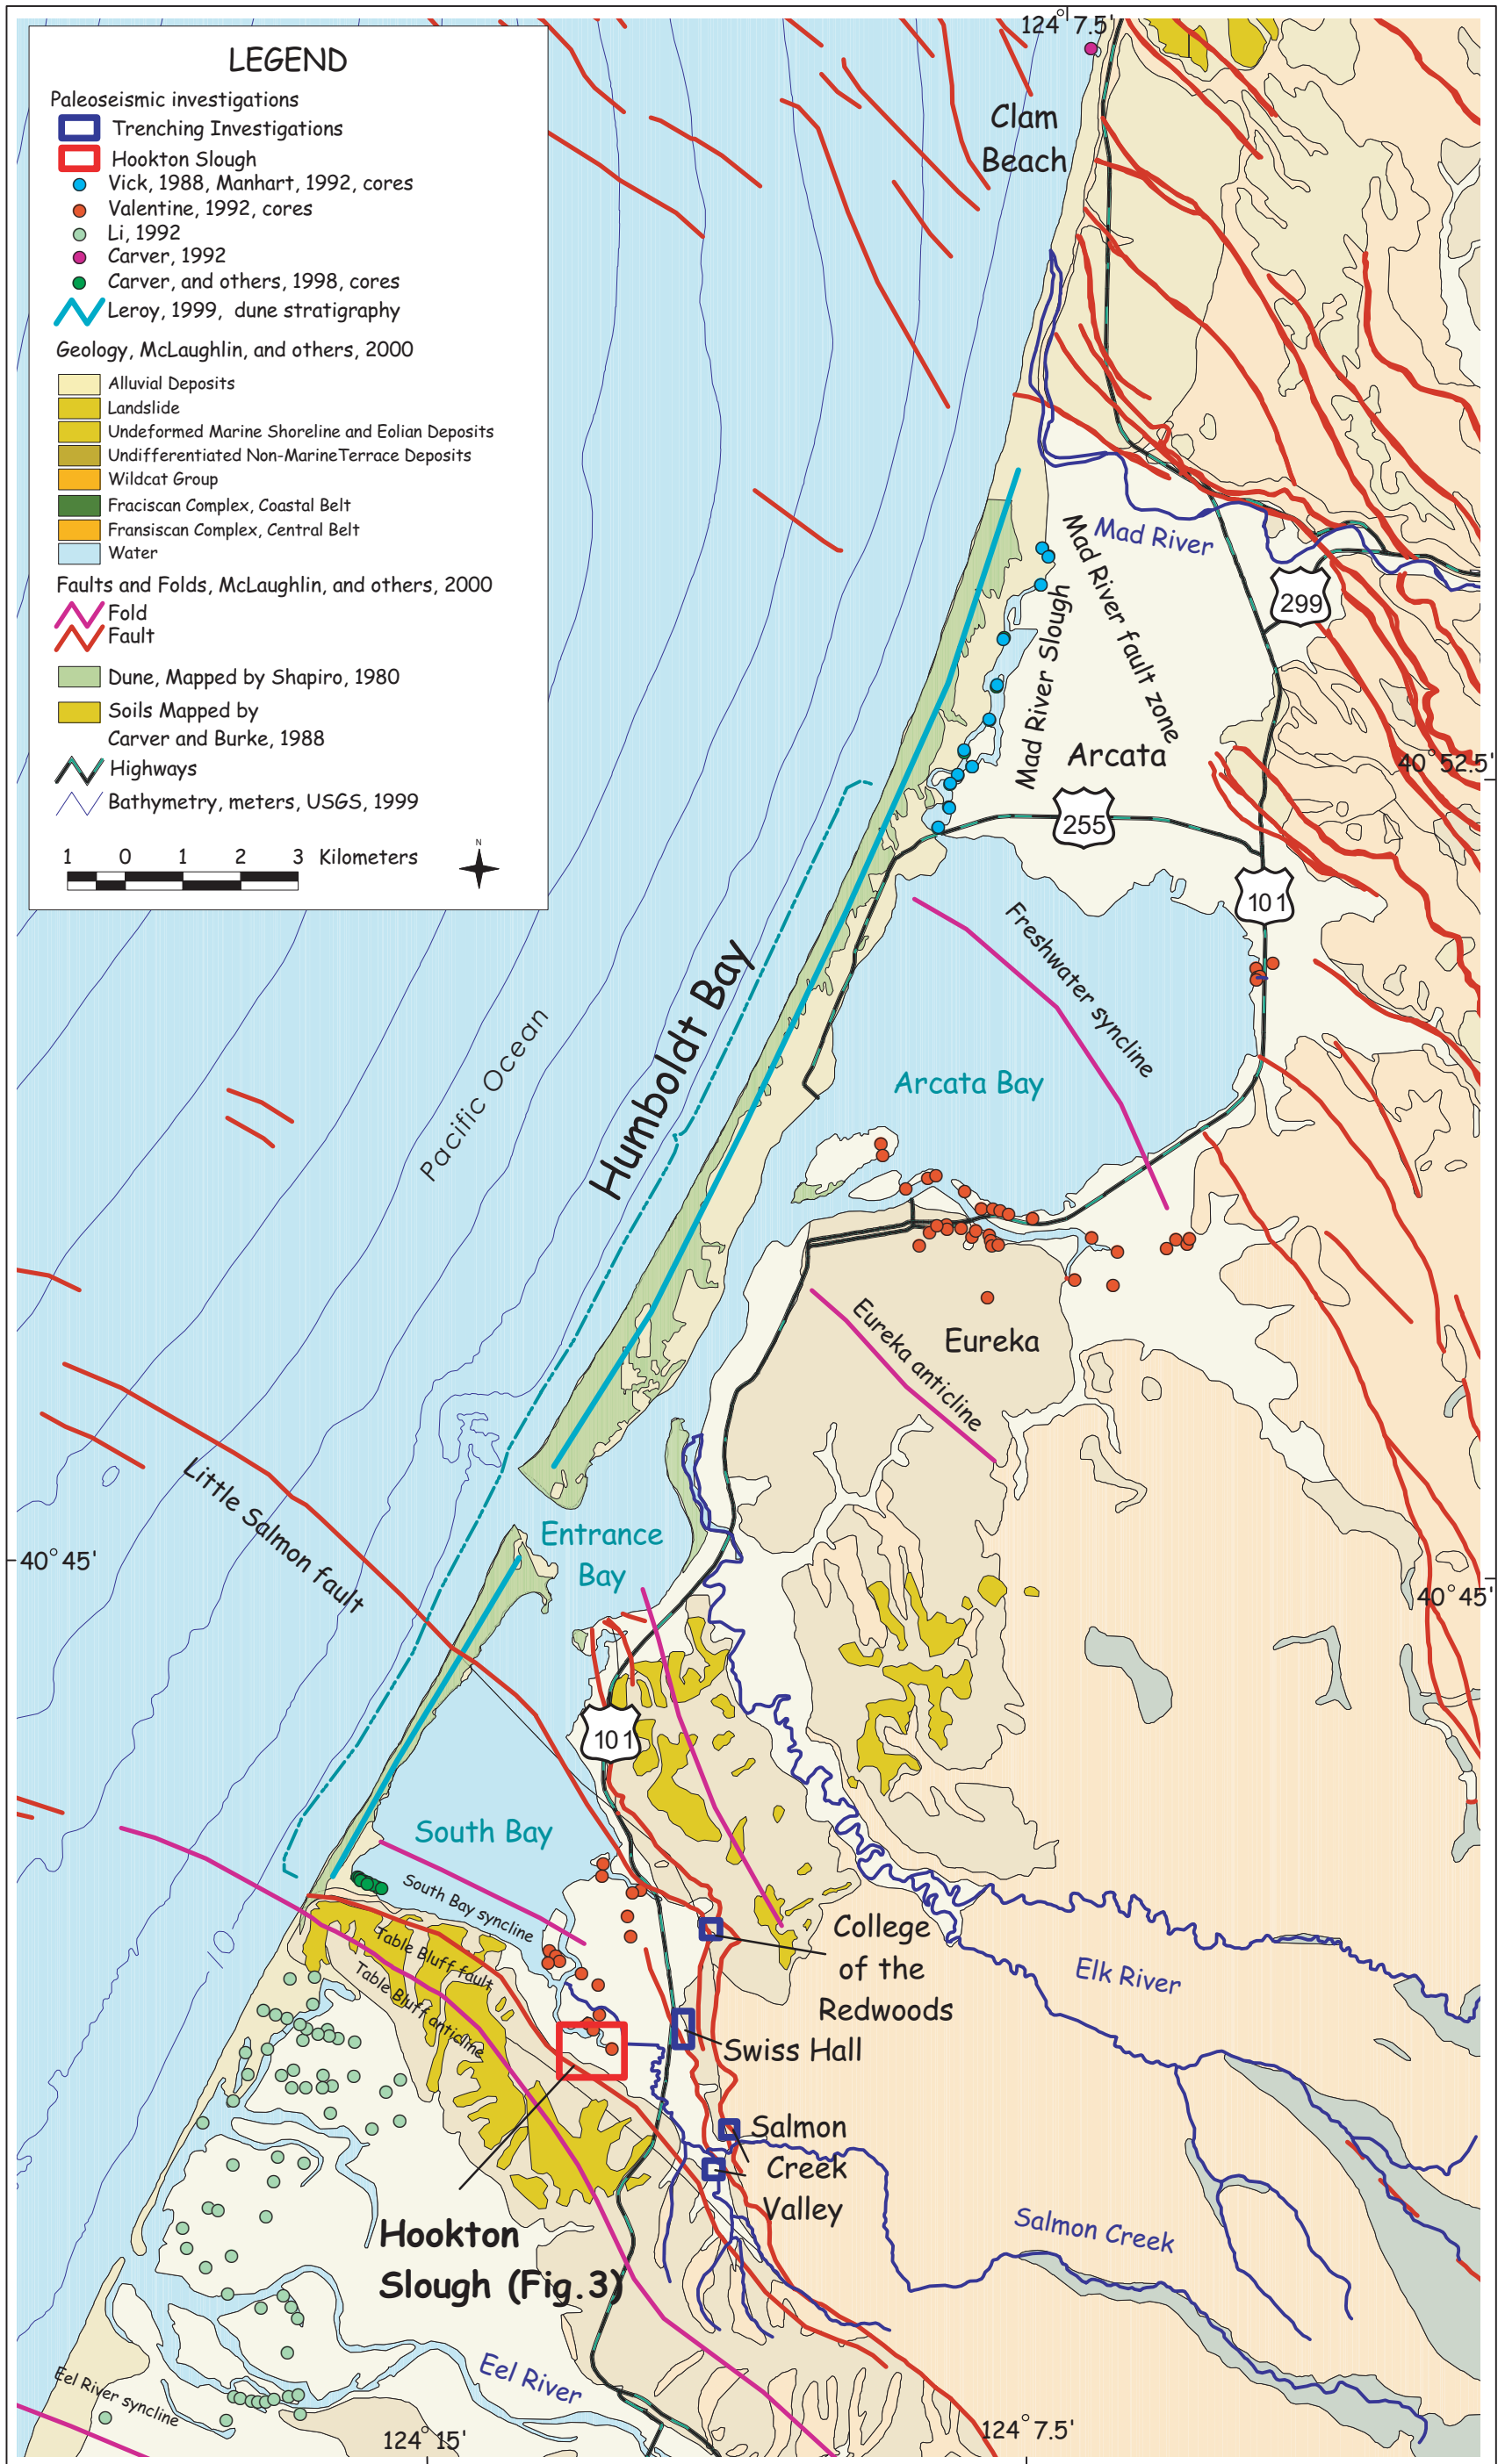 LEGEND
Paleoseismic investigations
Trenching Investigations
Hookton Slough
Vick, 1988, Manhart, 1992, cores
Valentine, 1992, cores
Li, 1992
Carver, 1992
Carver, and others, 1998, cores
Leroy, 1999, dune stratigraphy
Geology, McLaughlin, and others, 2000
Alluvial Deposits
Landslide
Undeformed Marine Shoreline and Eolian Deposits
Undifferentiated Non-MarineTerrace Deposits
Wildcat Group
Fraciscan Complex, Coastal Belt
Fransiscan Complex, Central Belt
Water
Faults and Folds, McLaughlin, and others, 2000
Fold
Fault
Dune, Mapped by Shapiro, 1980
Soils Mapped by
Carver and Burke, 1988
Highways
Bathymetry, meters, USGS, 1999
1 0 1 2 3 Kilometers
N
124° 7.5'
Clam
Beach
Mad River
299
Mad River fault zone
Mad River Slough
Arcata
40° 52.5'
255
101
Freshwater syncline
Humboldt Bay
Pacific Ocean
Arcata Bay
Eureka anticline
Eureka
0
Little Salmon fault
Entrance
Bay
40° 45'
40° 45'
101
South Bay
South Bay syncline
Table Bluff fault
Table Bluff anticline
-10
College
of the
Redwoods
Elk River
Swiss Hall
Salmon
Creek
Valley
Salmon Creek
Hookton
Slough (Fig.3)
Eel River
Eel River syncline
124° 15'
124° 7.5'